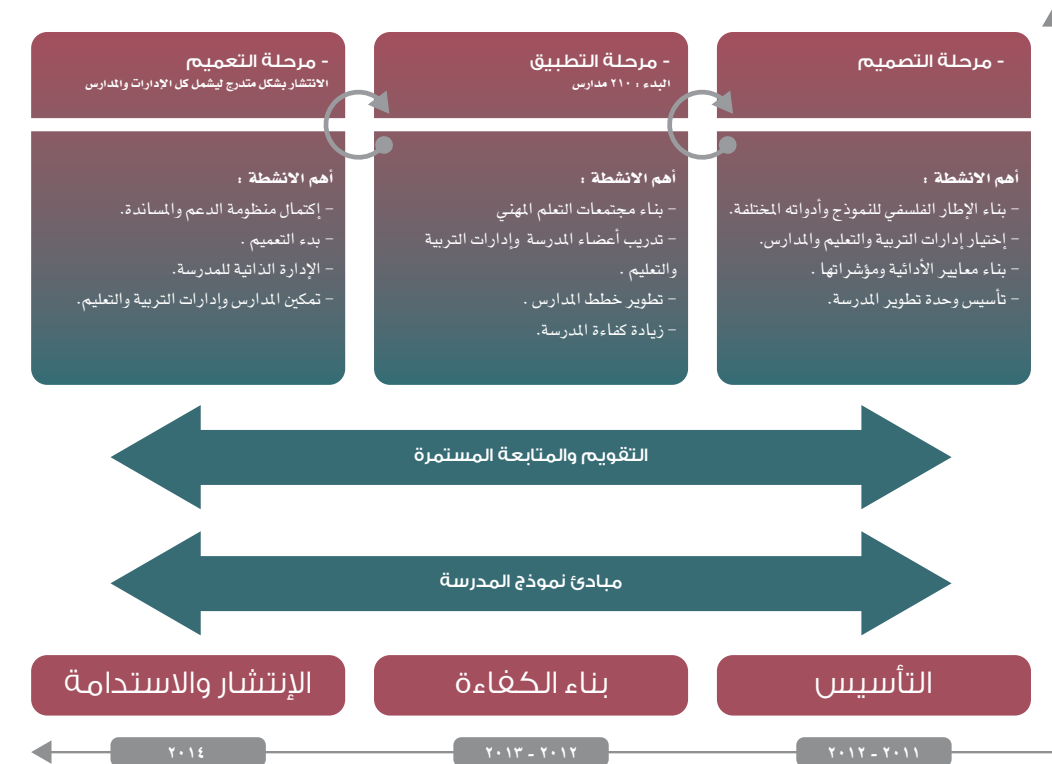 - مرحلة التصميم
أهم الانشطة :
- بناء الإطار الفلسفي للنموذج وأدواته المختلفة.
- إختيار إدارات التربية والتعليم والمدارس.
- بناء معايير الأدائية ومؤشراتها .
- تأسيس وحدة تطوير المدرسة.
- مرحلة التطبيق
البدء : ٢١٠ مدارس
أهم الانشطة :
- بناء مجتمعات التعلم المهني
- تدريب أعضاء المدرسة وإدارات التربية
والتعليم .
- تطوير خطط المدارس .
- زيادة كفاءة المدرسة.
- مرحلة التعميم
الانتشار بشكل متدرج ليشمل كل الإدارات والمدارس
أهم الانشطة :
- إكتمال منظومة الدعم والمساندة.
- بدء التعميم .
- الإدارة الذاتية للمدرسة.
- تمكين المدارس وإدارات التربية والتعليم.
التقويم والمتابعة المستمرة
مبادئ نموذج المدرسة
التأسيس
بناء الكفاءة
الإنتشار والاستدامة
٢٠١١ - ٢٠١٢
٢٠١٢ - ٢٠١٣
٢٠١٤